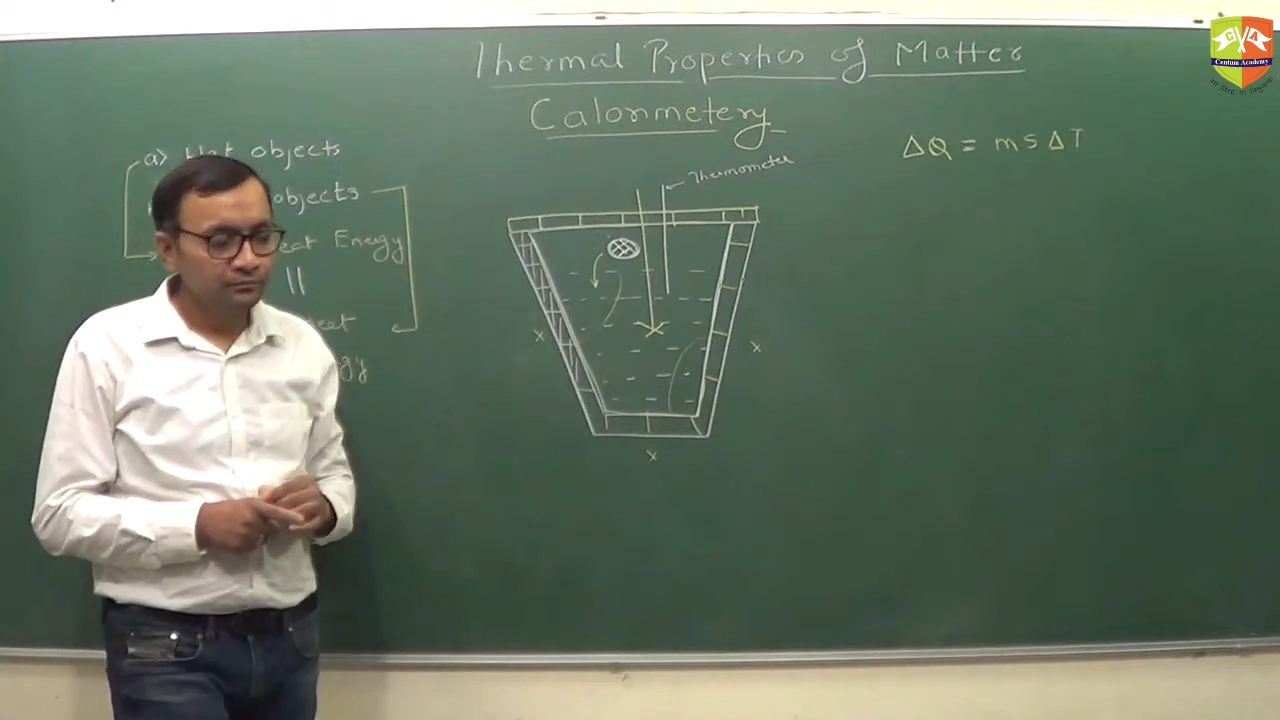 Thermal Properties of Matter
Calorimetery
ΔQ = m s ΔT
a) Hot objects
objects
Heat Energy
||
Thermometer
x
x
x
Centum Academy